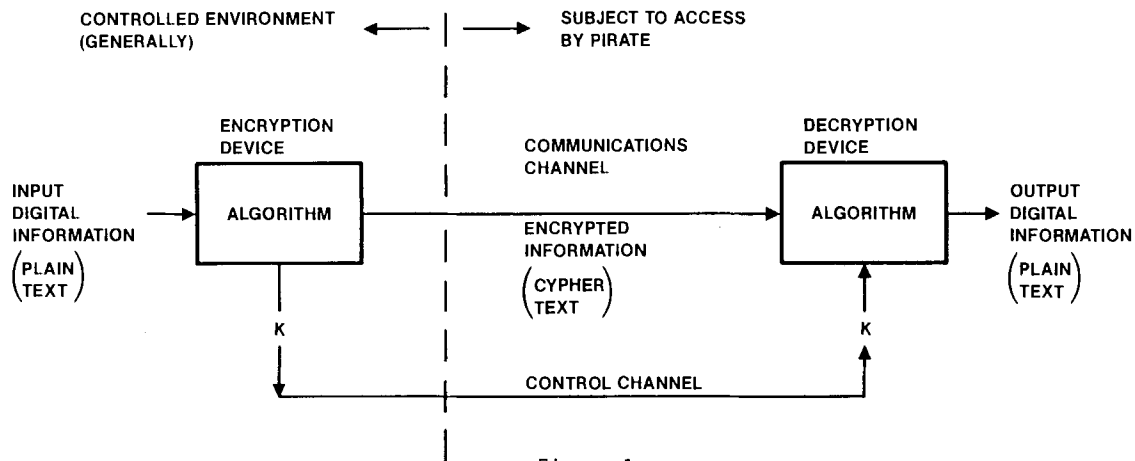 CONTROLLED ENVIRONMENT
(GENERALLY)
SUBJECT TO ACCESS
BY PIRATE
ENCRYPTION
DEVICE
COMMUNICATIONS
CHANNEL
DECRYPTION
DEVICE
INPUT
DIGITAL
INFORMATION
(PLAIN
TEXT)
ALGORITHM
ENCRYPTED
INFORMATION
(CYPHER
TEXT)
ALGORITHM
OUTPUT
DIGITAL
INFORMATION
(PLAIN
TEXT)
K
K
CONTROL CHANNEL